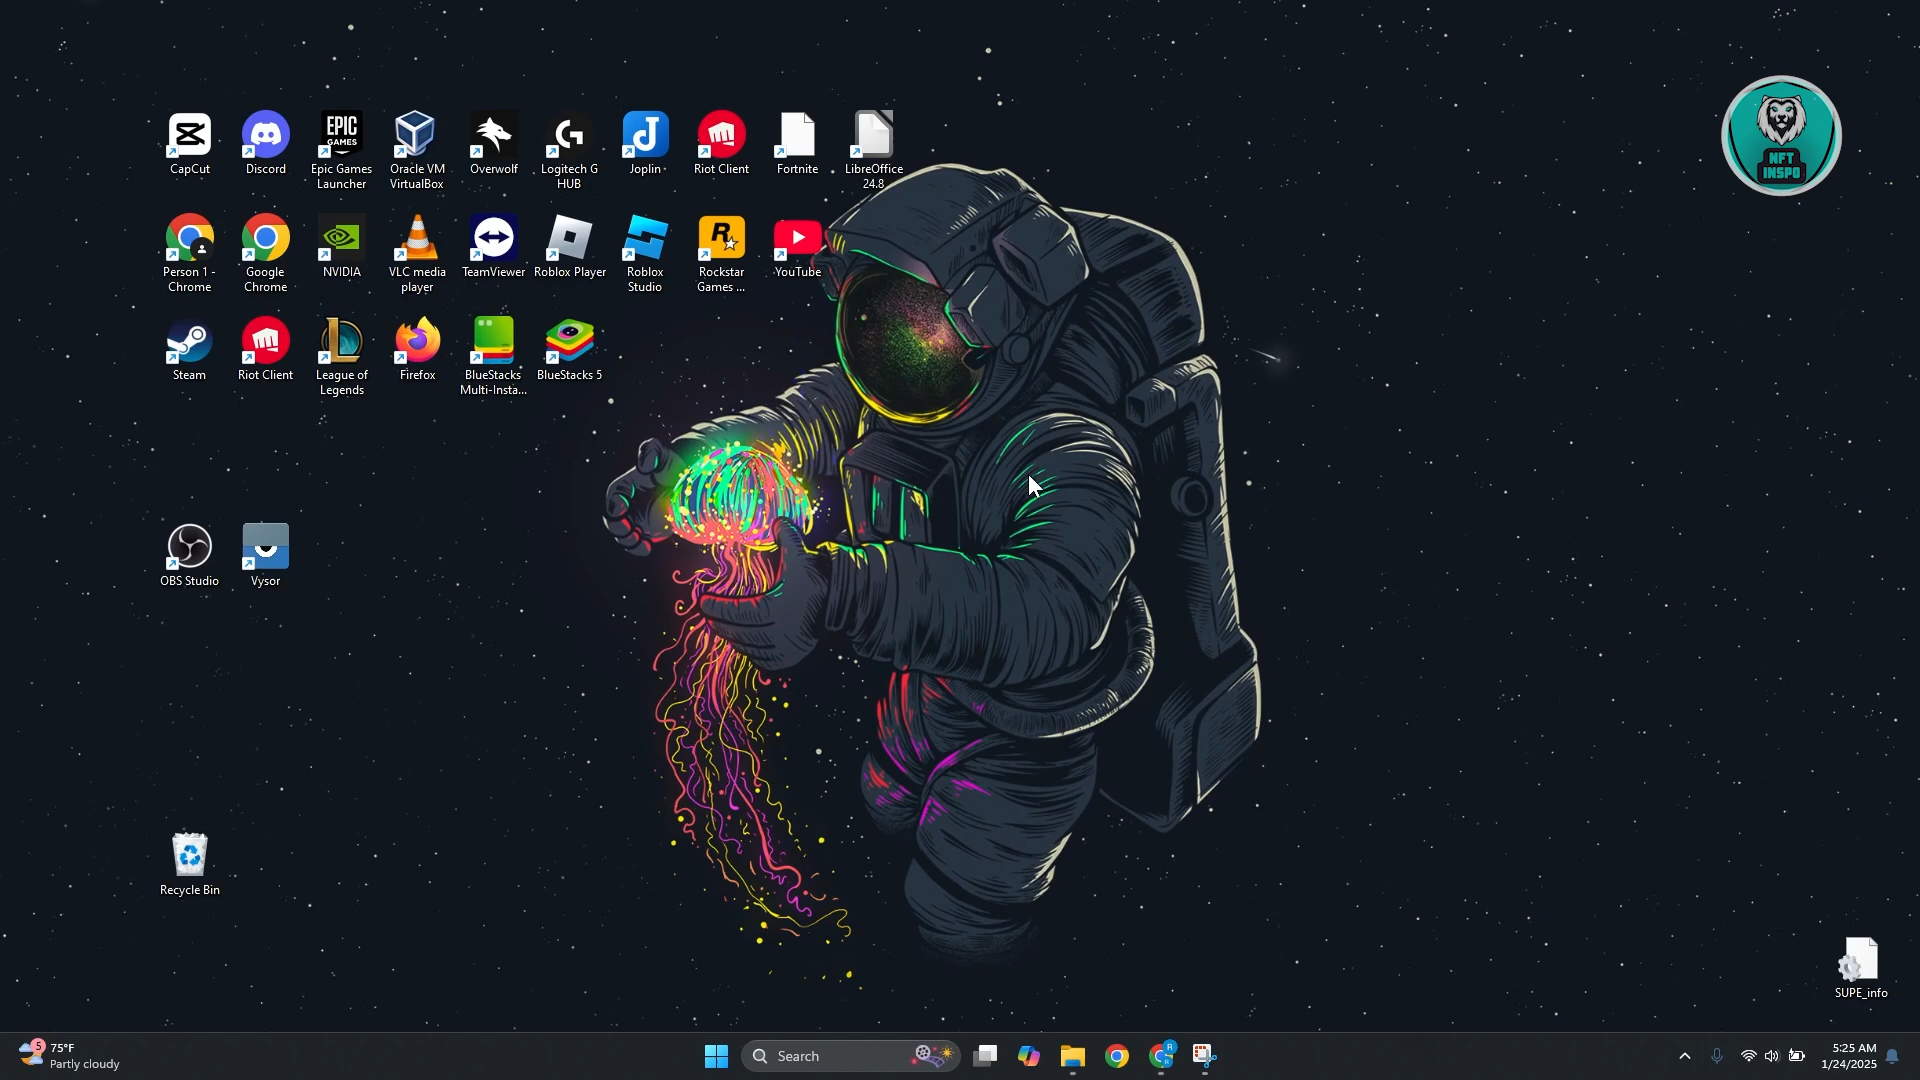 CapCut
Discord
EPIC
GAMES
Epic Games
Launcher
Oracle VM
VirtualBox
Overwolf
Logitech G
HUB
Joplin
Riot Client
Fortnite
LibreOffice
24.8
NFT
INSPO
Person 1 -
Chrome
Google
Chrome
NVIDIA
VLC media
player
TeamViewer
Roblox Player
Roblox
Studio
Rockstar
Games ...
YouTube
Steam
Riot Client
League of
Legends
Firefox
BlueStacks
Multi-Insta...
BlueStacks 5
OBS Studio
Vysor
Recycle Bin
SUPE_info
5
75°F
Partly cloudy
Search
R
5:25 AM
1/24/2025